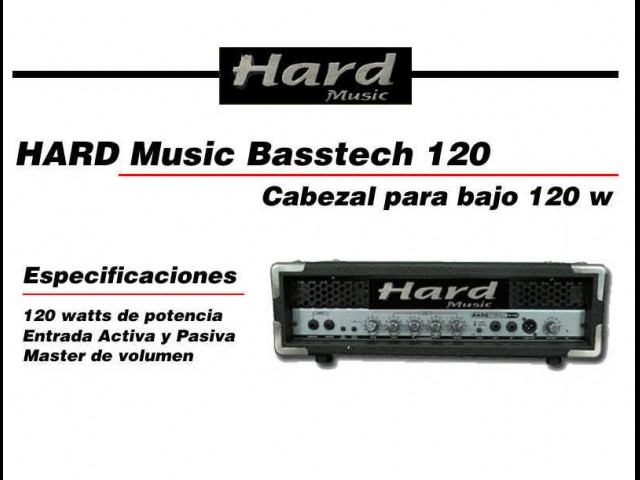 Hard
Music
HARD Music Basstech 120
Cabezal para bajo 120 w
Especificaciones
120 watts de potencia
Entrada Activa y Pasiva
Master de volumen
Hard
Music